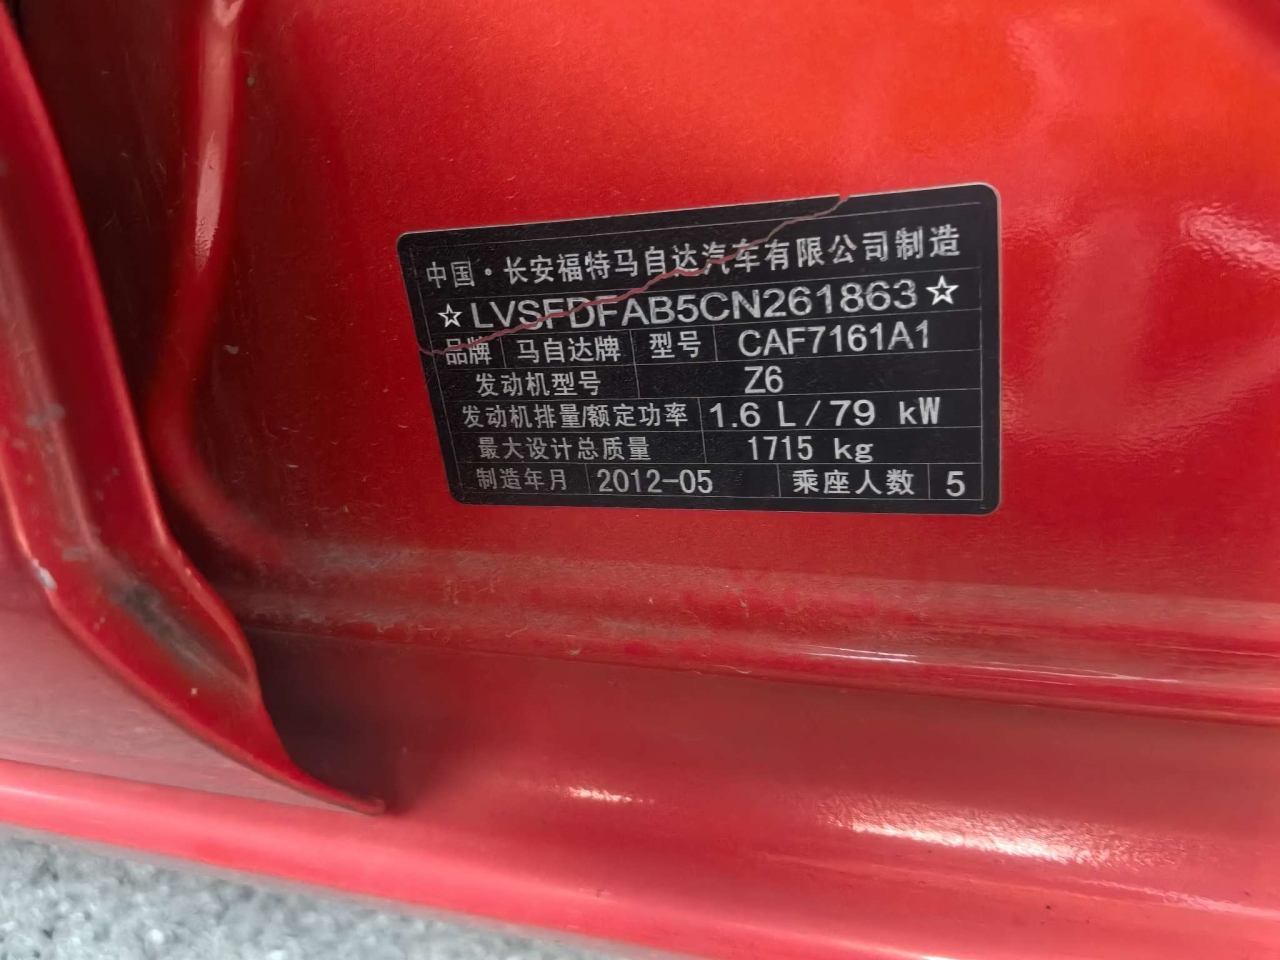 中国·长安福特马自达汽车有限公司制造
☆LVSFDFAB5CN261863☆
品牌 马自达牌 型号 CAF7161A1
发动机型号 Z6
发动机排量/额定功率 1.6 L/79 kW
最大设计总质量 1715 kg
制造年月 2012-05 乘座人数 5